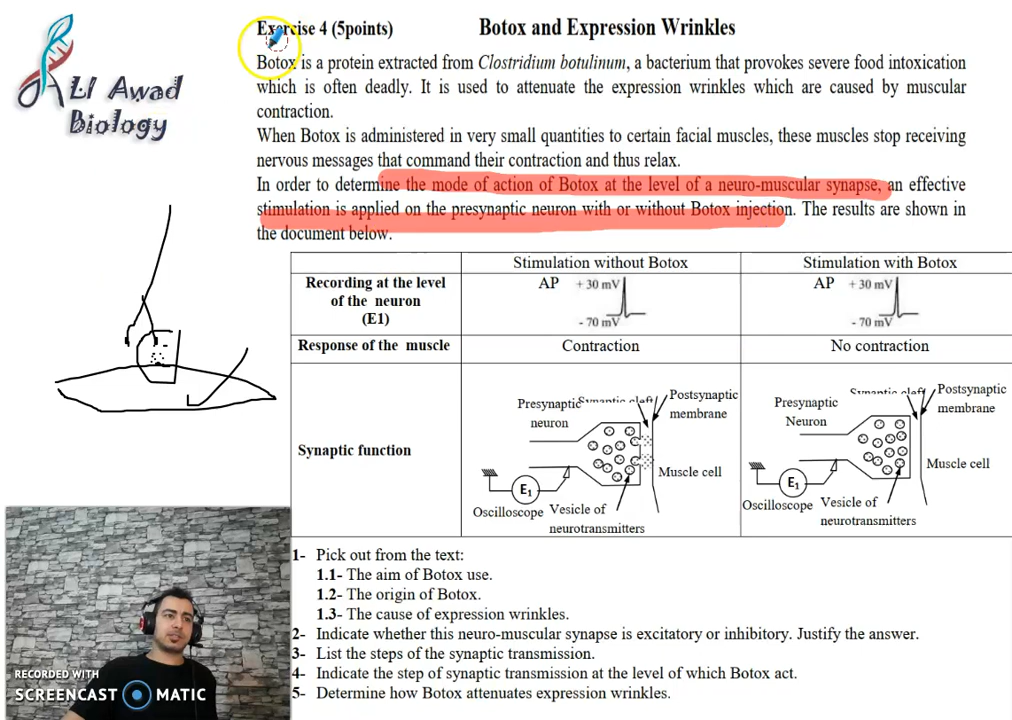 LI Awad
Biology
Exercise 4 (5points)
Botox and Expression Wrinkles
Botox is a protein extracted from Clostridium botulinum, a bacterium that provokes severe food intoxication
which is often deadly. It is used to attenuate the expression wrinkles which are caused by muscular
contraction.
When Botox is administered in very small quantities to certain facial muscles, these muscles stop receiving
nervous messages that command their contraction and thus relax.
In order to determine the mode of action of Botox at the level of a neuro-muscular synapse, an effective
stimulation is applied on the presynaptic neuron with or without Botox injection. The results are shown in
the document below.
Stimulation without Botox
Stimulation with Botox
Recording at the level
of the neuron
(E1)
AP +30 mV
- 70 mV
AP +30 mV
- 70 mV
Response of the muscle
Contraction
No contraction
Synaptic function
Presynaptic
neuron
Synaptic cleft
Postsynaptic
membrane
Muscle cell
E1
Oscilloscope
Vesicle of
neurotransmitters
Presynaptic
Neuron
Synaptic cleft
Postsynaptic
membrane
Muscle cell
E1
Oscilloscope
Vesicle of
neurotransmitters
1- Pick out from the text:
1.1- The aim of Botox use.
1.2- The origin of Botox.
1.3- The cause of expression wrinkles.
2- Indicate whether this neuro-muscular synapse is excitatory or inhibitory. Justify the answer.
3- List the steps of the synaptic transmission.
4- Indicate the step of synaptic transmission at the level of which Botox act.
5- Determine how Botox attenuates expression wrinkles.
RECORDED WITH
SCREENCAST MATIC